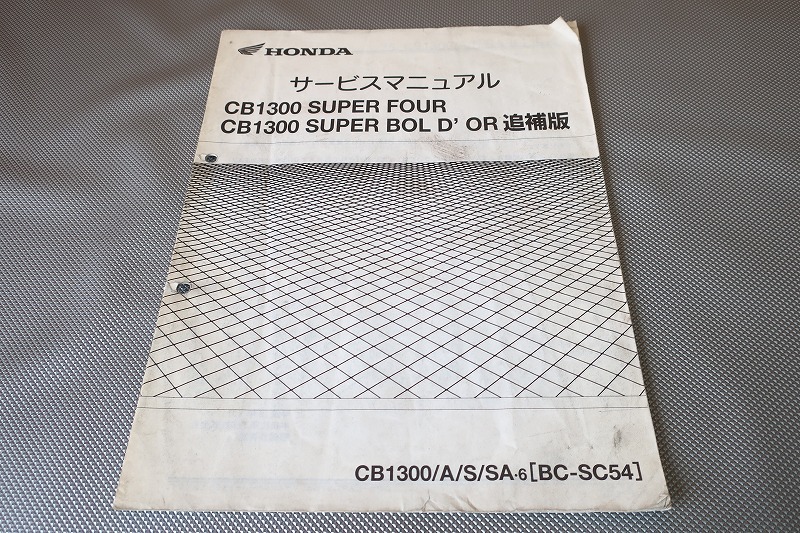 HONDA
サービスマニュアル
CB1300 SUPER FOUR
CB1300 SUPER BOL D' OR 追補版
CB1300/A/S/SA·6[BC-SC54]